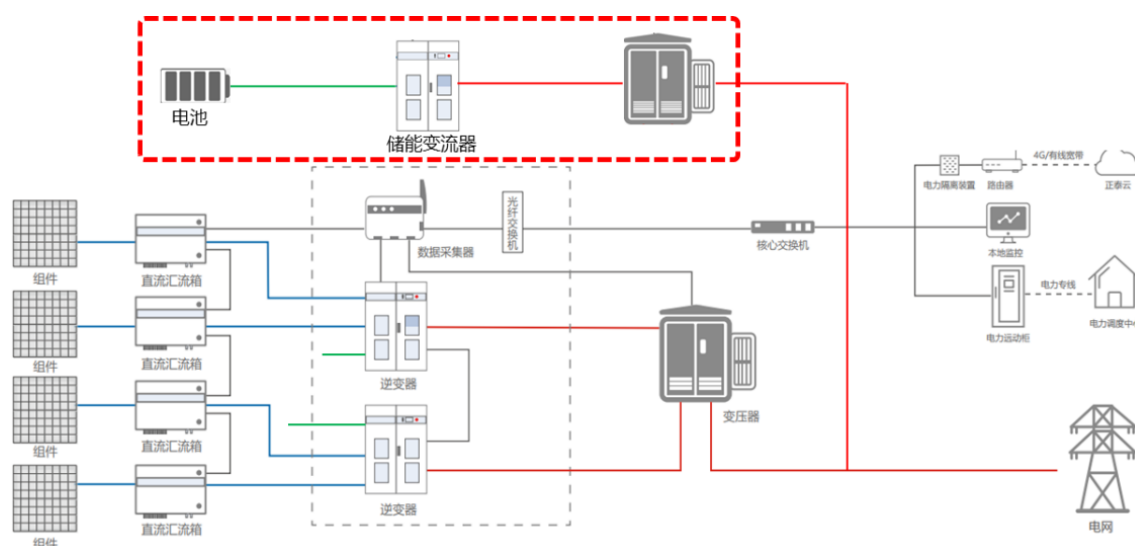 电池
储能变流器
4G/有线宽带
电力隔离装置
路由器
正泰云
光纤交换机
组件
直流汇流箱
数据采集器
核心交换机
本地监控
组件
直流汇流箱
逆变器
电力专线
电力远动柜
电力调度中心
组件
直流汇流箱
变压器
组件
直流汇流箱
逆变器
电网